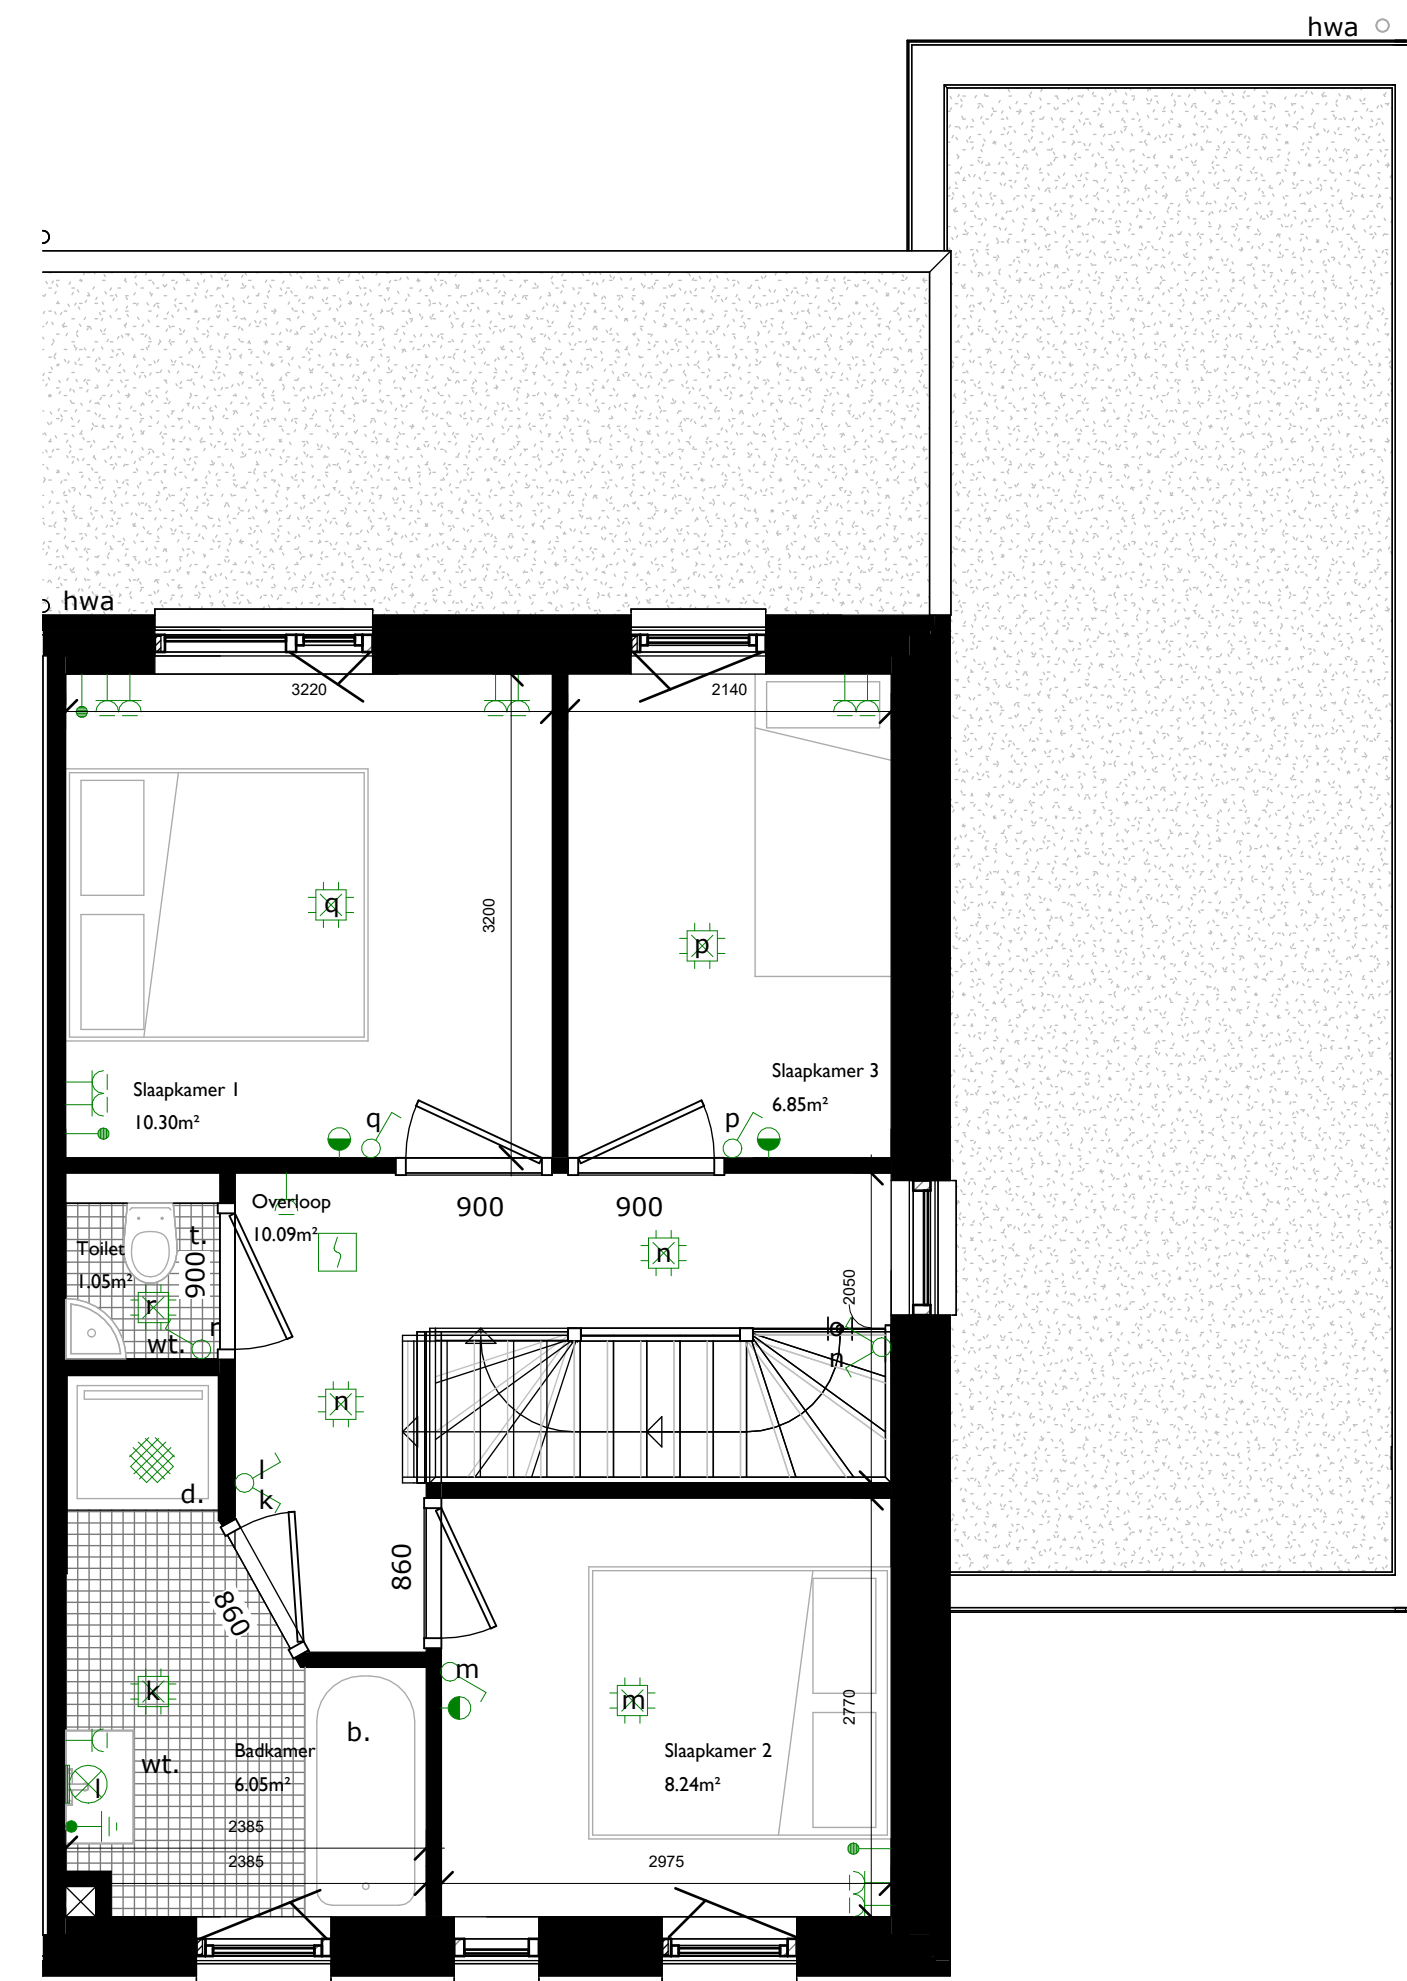 hwa
hwa
3220
2140
q
3200
p
Slaapkamer 1
10.30m²
Slaapkamer 3
6.85m²
q
p
Overloop
10.09m²
900
900
t.
Toilet
1.05m²
900
n
2050
r
r
wt.
n
n
l
k
d.
860
860
m
k
m
2770
b.
wt.
Badkamer
6.05m²
Slaapkamer 2
8.24m²
l
2385
2385
2975